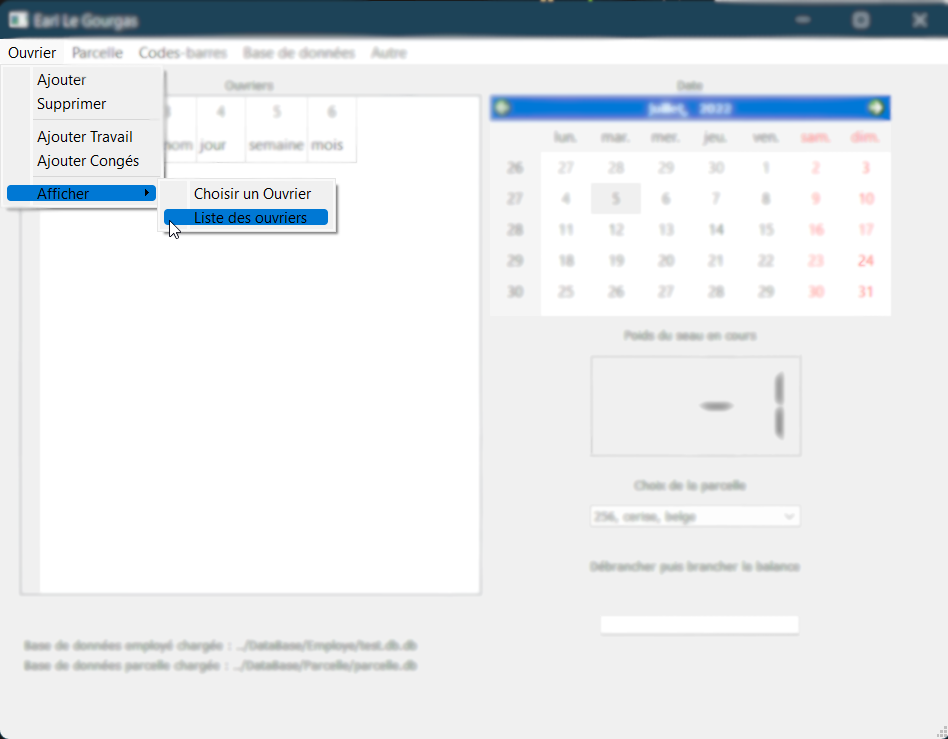 Earl Le Gourgas
Ouvrier Parcelle Codes-barres Base de données Autre
Ajouter
Supprimer
Ajouter Travail
Ajouter Congés
Afficher
Choisir un Ouvrier
Liste des ouvriers
Ouvriers
4 5 6
nom jour semaine mois
Date
juillet, 2022
lun. mar. mer. jeu. ven. sam. dim.
26 27 28 29 30 1 2 3
27 4 5 6 7 8 9 10
28 11 12 13 14 15 16 17
29 18 19 20 21 22 23 24
30 25 26 27 28 29 30 31
Poids du seau en cours
-1
Choix de la parcelle
256, cerise, belge
Débrancher puis brancher la balance
Base de données employé chargée : ../DataBase/Employe/test.db.db
Base de données parcelle chargée : ../DataBase/Parcelle/parcelle.db